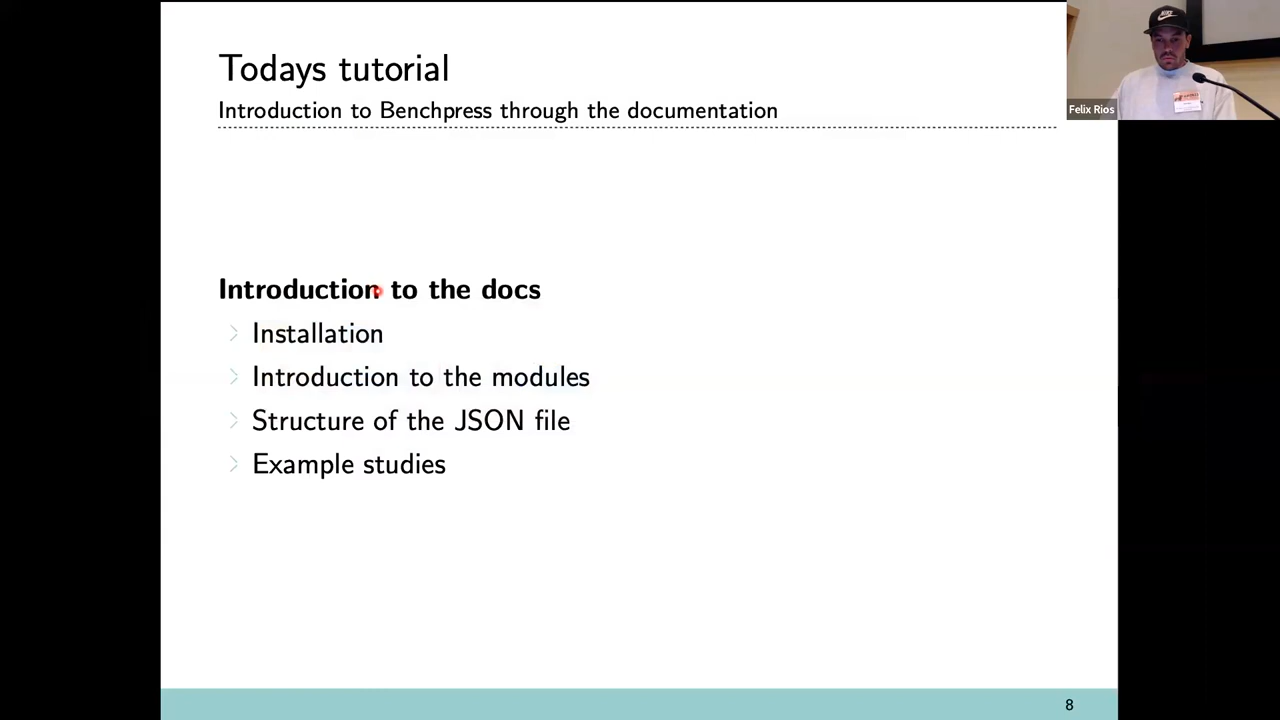 Todays tutorial
Introduction to Benchpress through the documentation
Introduction to the docs
Installation
Introduction to the modules
Structure of the JSON file
Example studies
8
Felix Rios